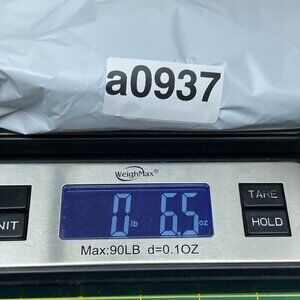 a0937
WeighMax
0 lb 6.5 oz
TARE
NIT
HOLD
Max:90LB d=0.1OZ